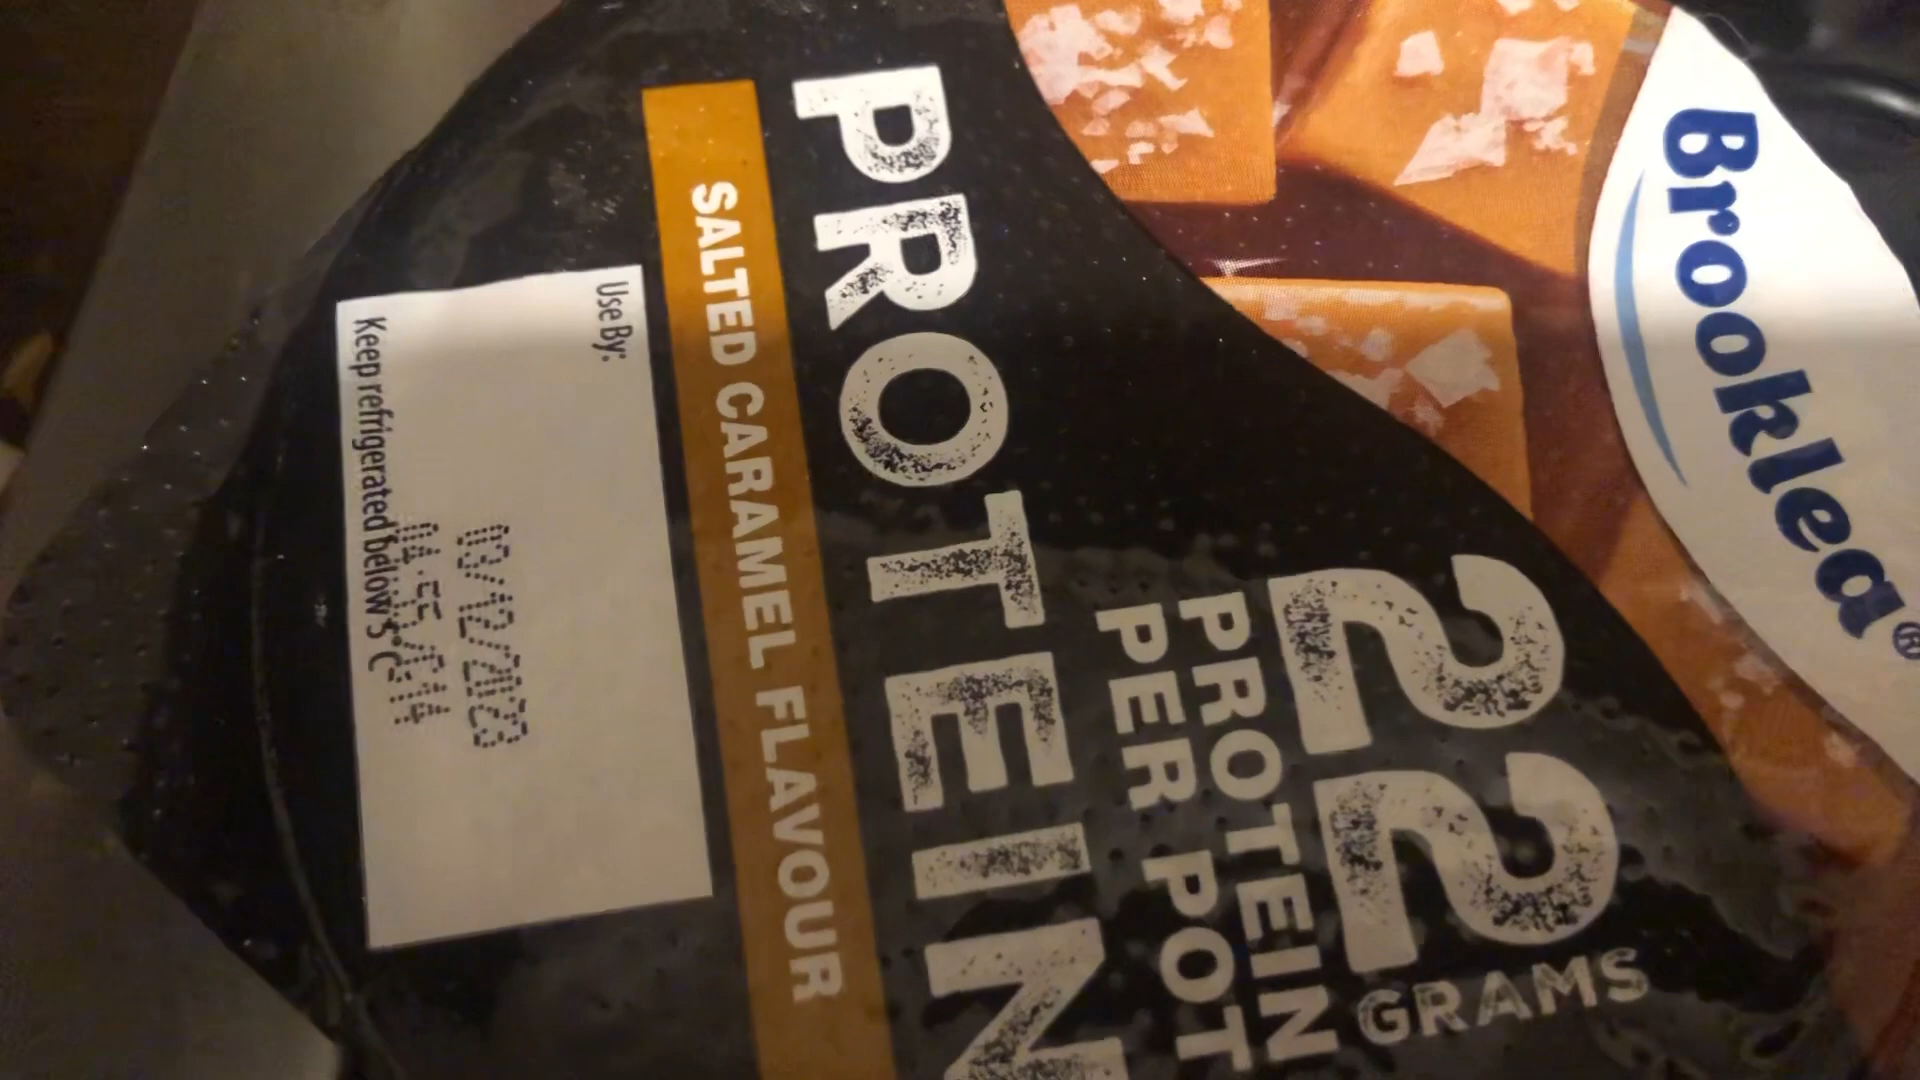 Brooklea®
22
GRAMS
PROTEIN
PER POT
PROTEIN
SALTED CARAMEL FLAVOUR
Use By:
03/12/2023
Keep refrigerated below 5°C